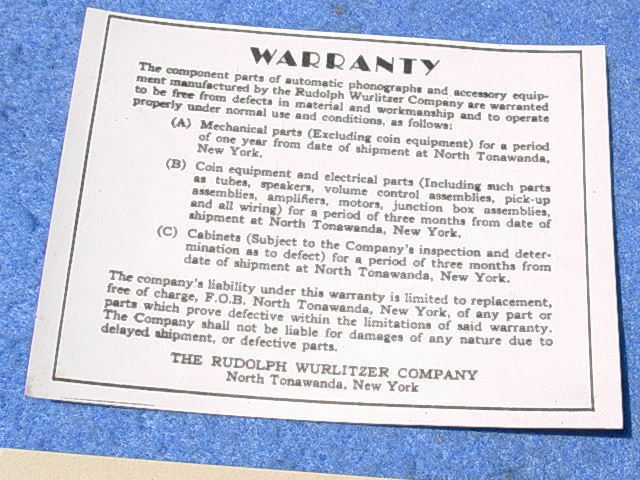 WARRANTY
The component parts of automatic phonographs and accessory equip-
ment manufactured by the Rudolph Wurlitzer Company are warranted
to be free from defects in material and workmanship and to operate
properly under normal use and conditions, as follows:
(A) Mechanical parts (Excluding coin equipment) for a period
of one year from date of shipment at North Tonawanda,
New York.
(B) Coin equipment and electrical parts (Including such parts
as tubes, speakers, volume control assemblies, pick-up
assemblies, amplifiers, motors, junction box assemblies,
and all wiring) for a period of three months from date of
shipment at North Tonawanda, New York.
(C) Cabinets (Subject to the Company's inspection and deter-
mination as to defect) for a period of three months from
date of shipment at North Tonawanda, New York.
The company's liability under this warranty is limited to replacement,
free of charge, F.O.B. North Tonawanda, New York, of any part or
parts which prove defective within the limitations of said warranty.
The Company shall not be liable for damages of any nature due to
delayed shipment, or defective parts.
THE RUDOLPH WURLITZER COMPANY
North Tonawanda, New York